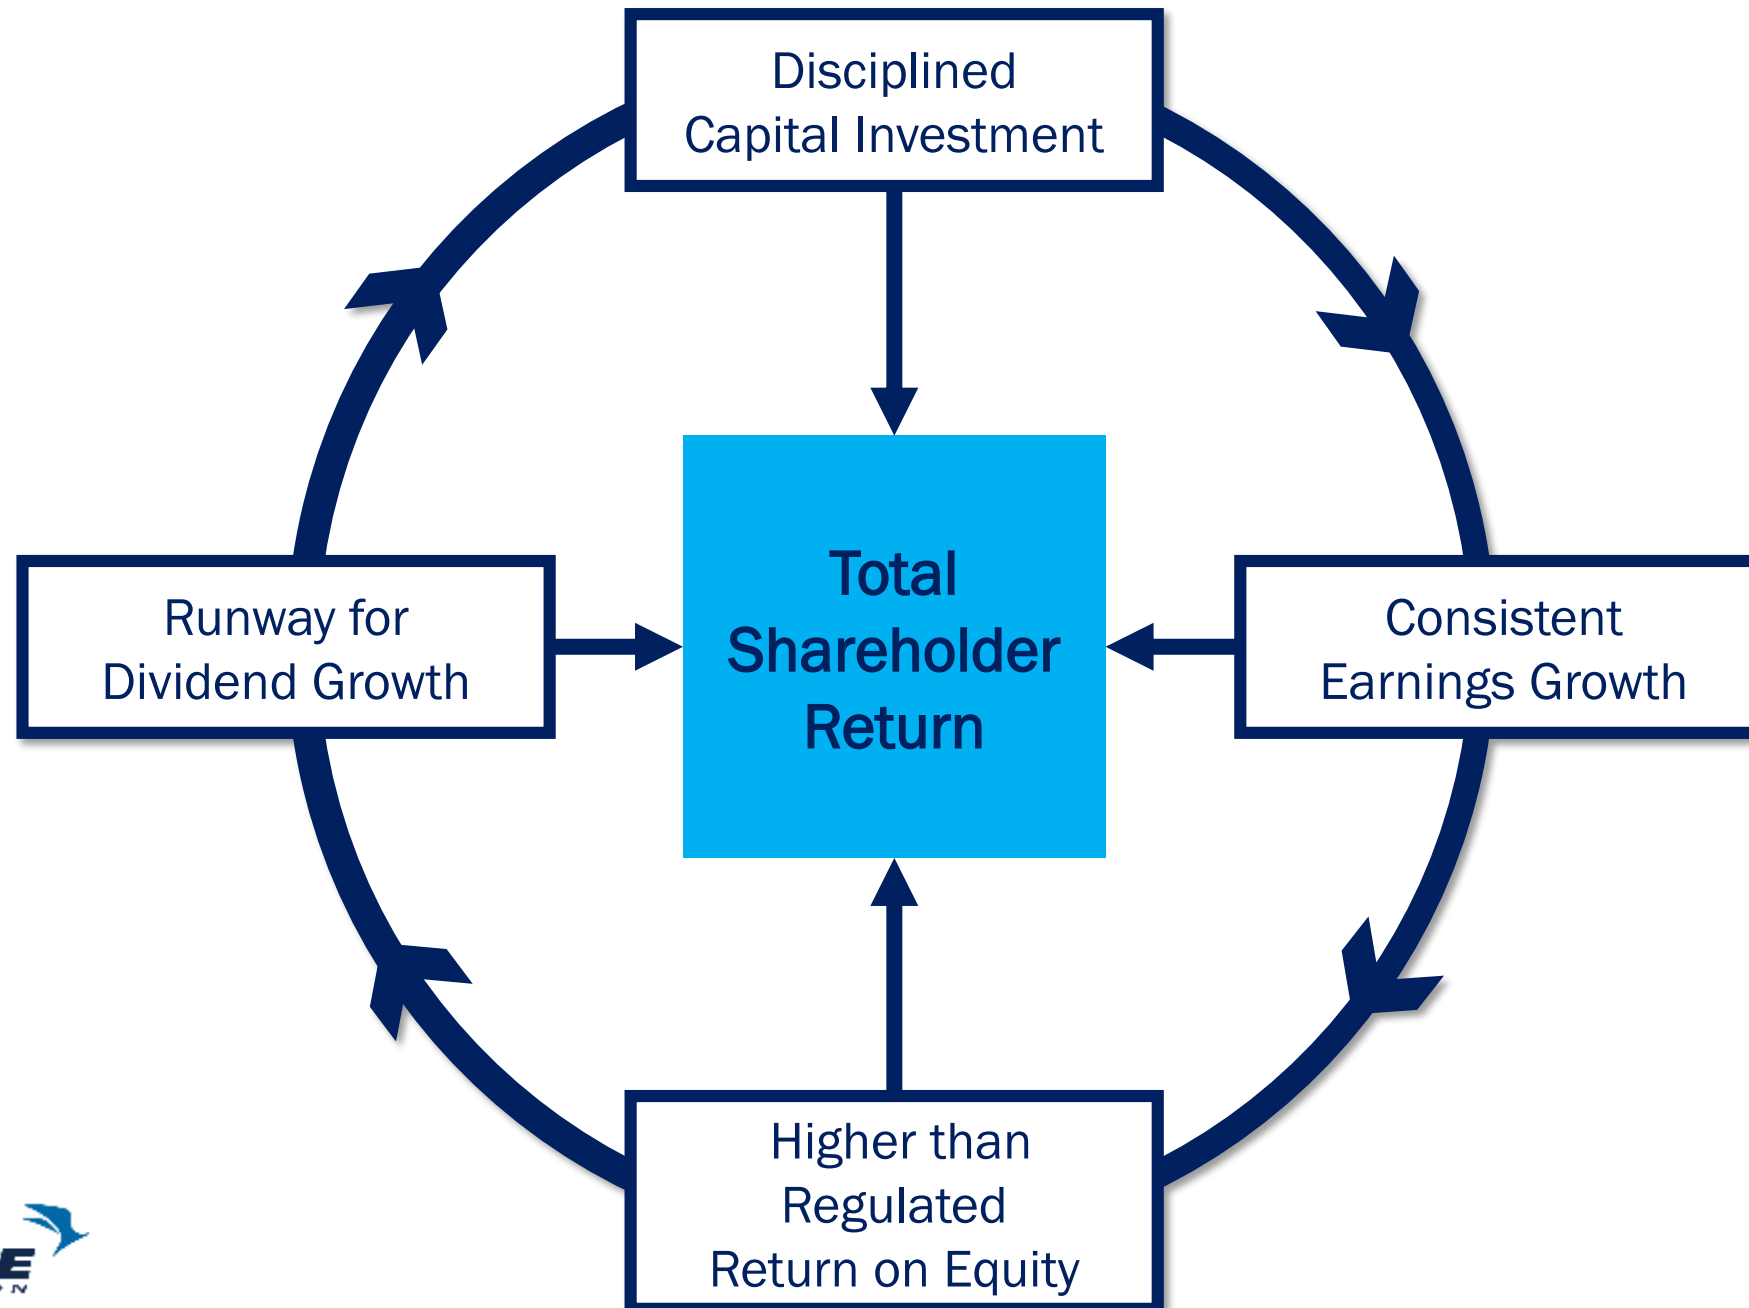 Disciplined
Capital Investment
Runway for
Dividend Growth
Total
Shareholder
Return
Consistent
Earnings Growth
Higher than
Regulated
Return on Equity